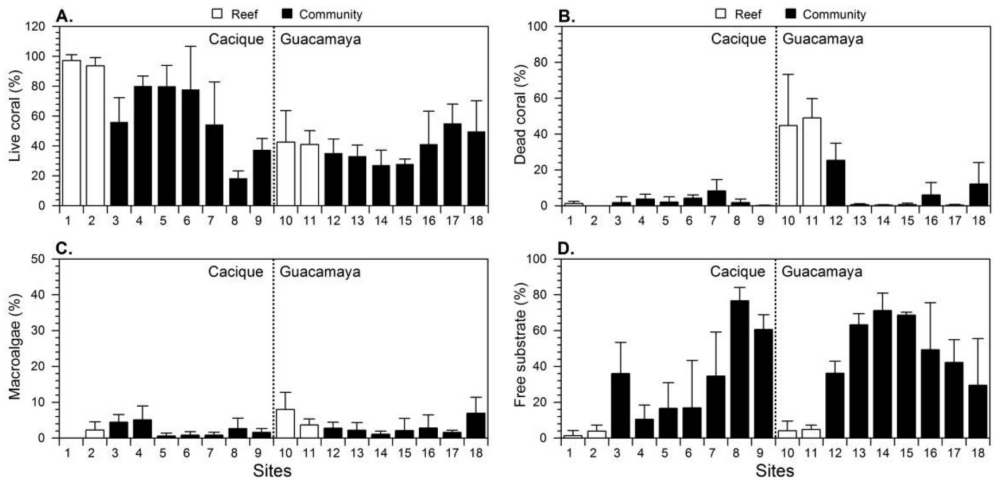 A.
Reef Community
Cacique Guacamaya
Live coral (%)
120
100
80
60
40
20
0
1 2 3 4 5 6 7 8 9 10 11 12 13 14 15 16 17 18
B.
Reef Community
Cacique Guacamaya
Dead coral (%)
100
80
60
40
20
0
1 2 3 4 5 6 7 8 9 10 11 12 13 14 15 16 17 18
C.
Cacique Guacamaya
Macroalgae (%)
50
40
30
20
10
0
1 2 3 4 5 6 7 8 9 10 11 12 13 14 15 16 17 18
Sites
D.
Cacique Guacamaya
Free substrate (%)
100
80
60
40
20
0
1 2 3 4 5 6 7 8 9 10 11 12 13 14 15 16 17 18
Sites